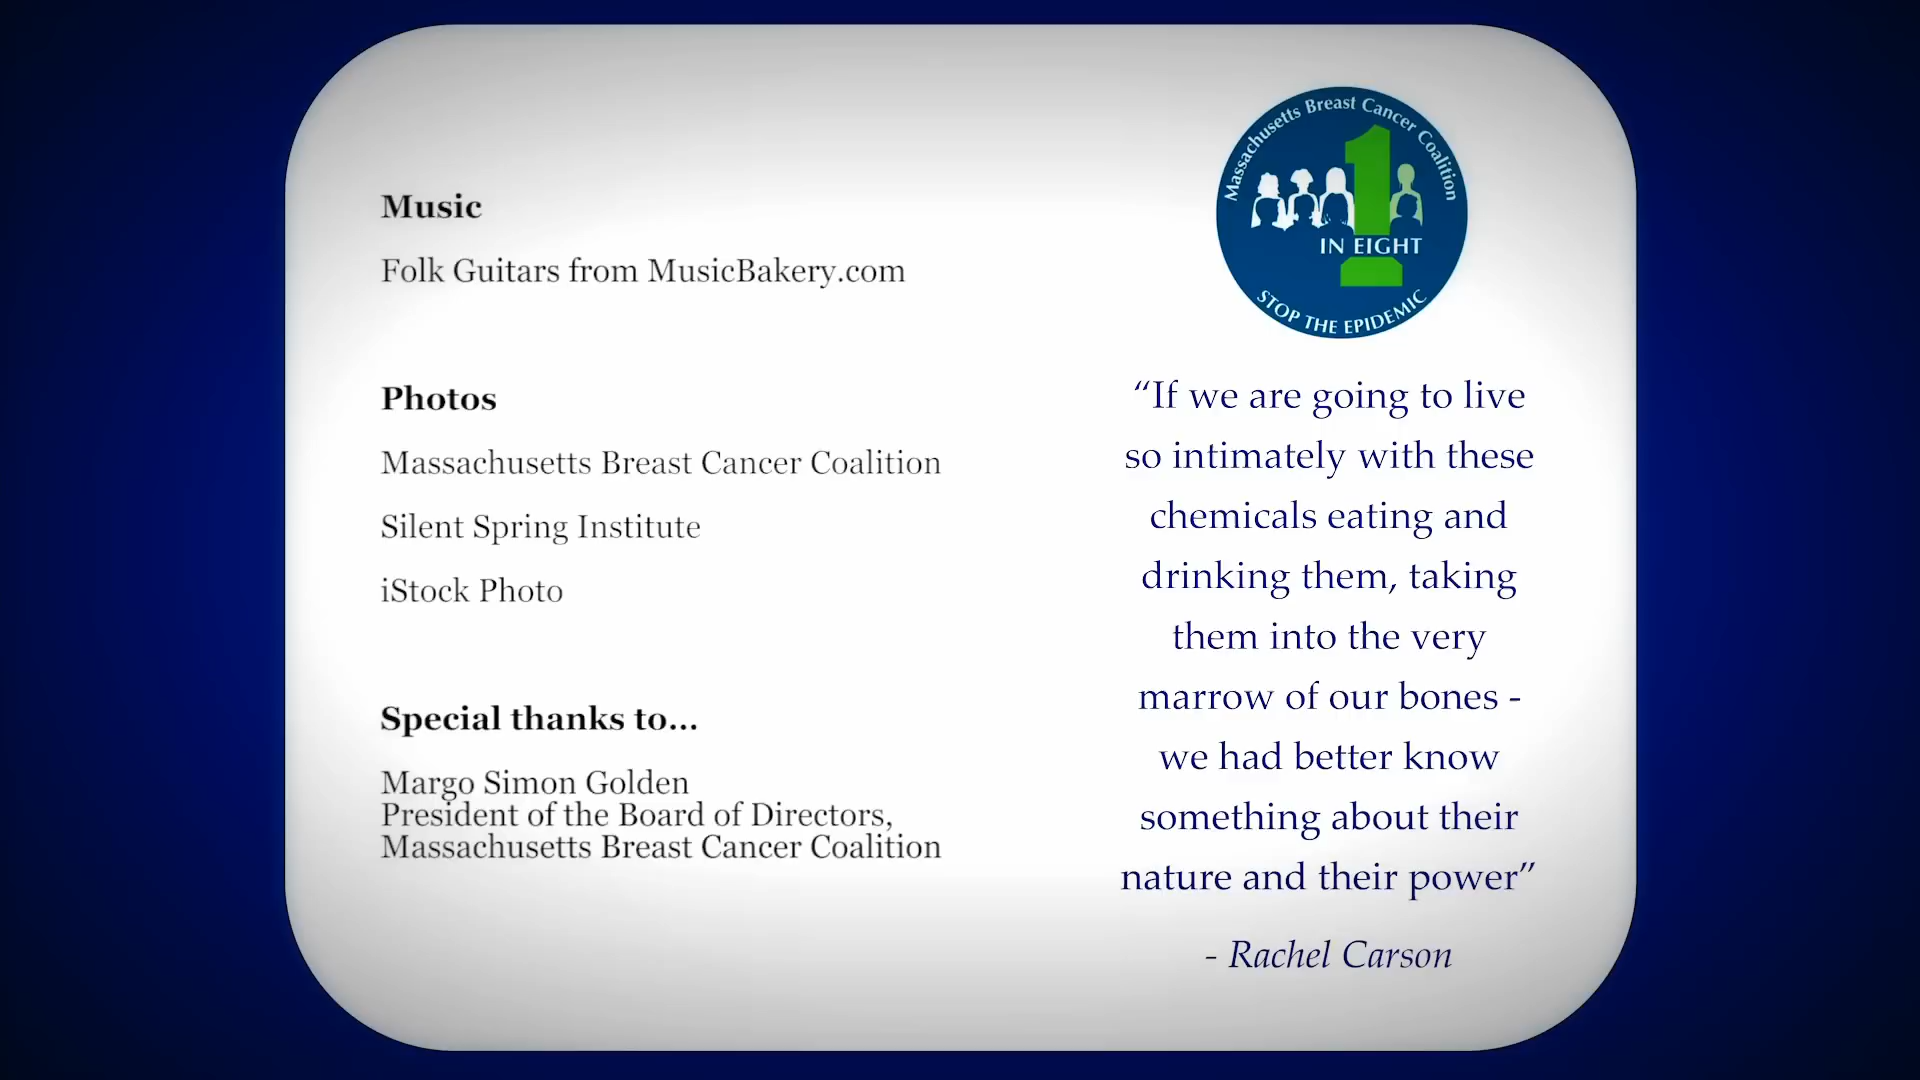 Music
Folk Guitars from MusicBakery.com
Photos
Massachusetts Breast Cancer Coalition
Silent Spring Institute
iStock Photo
Special thanks to...
Margo Simon Golden
President of the Board of Directors,
Massachusetts Breast Cancer Coalition
Massachusetts Breast Cancer Coalition
1
IN EIGHT
STOP THE EPIDEMIC
“If we are going to live
so intimately with these
chemicals eating and
drinking them, taking
them into the very
marrow of our bones -
we had better know
something about their
nature and their power”
- Rachel Carson